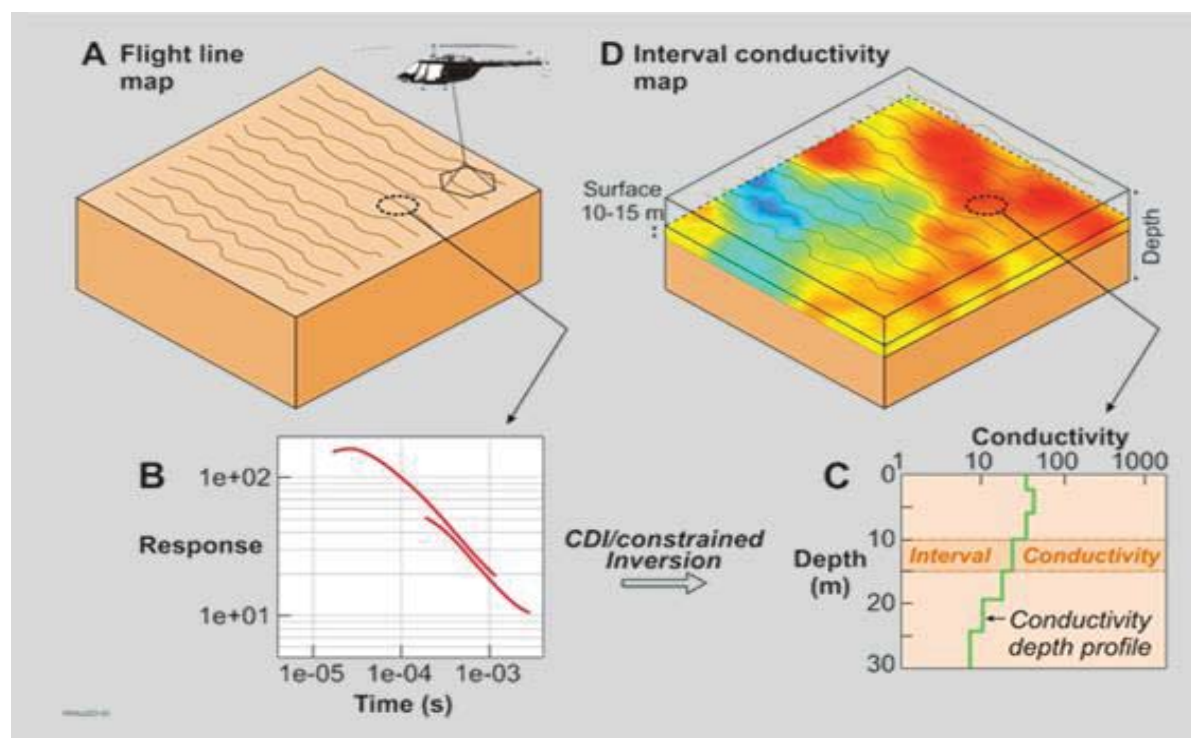 A Flight line
map
D Interval conductivity
map
Surface
10-15 m
Depth
B
Response
1e+02
1e+01
1e-05 1e-04 1e-03
Time (s)
CDI/constrained
Inversion
C
Conductivity
1 10 100 1000
Depth
(m)
0
10
20
30
Interval Conductivity
Conductivity
depth profile